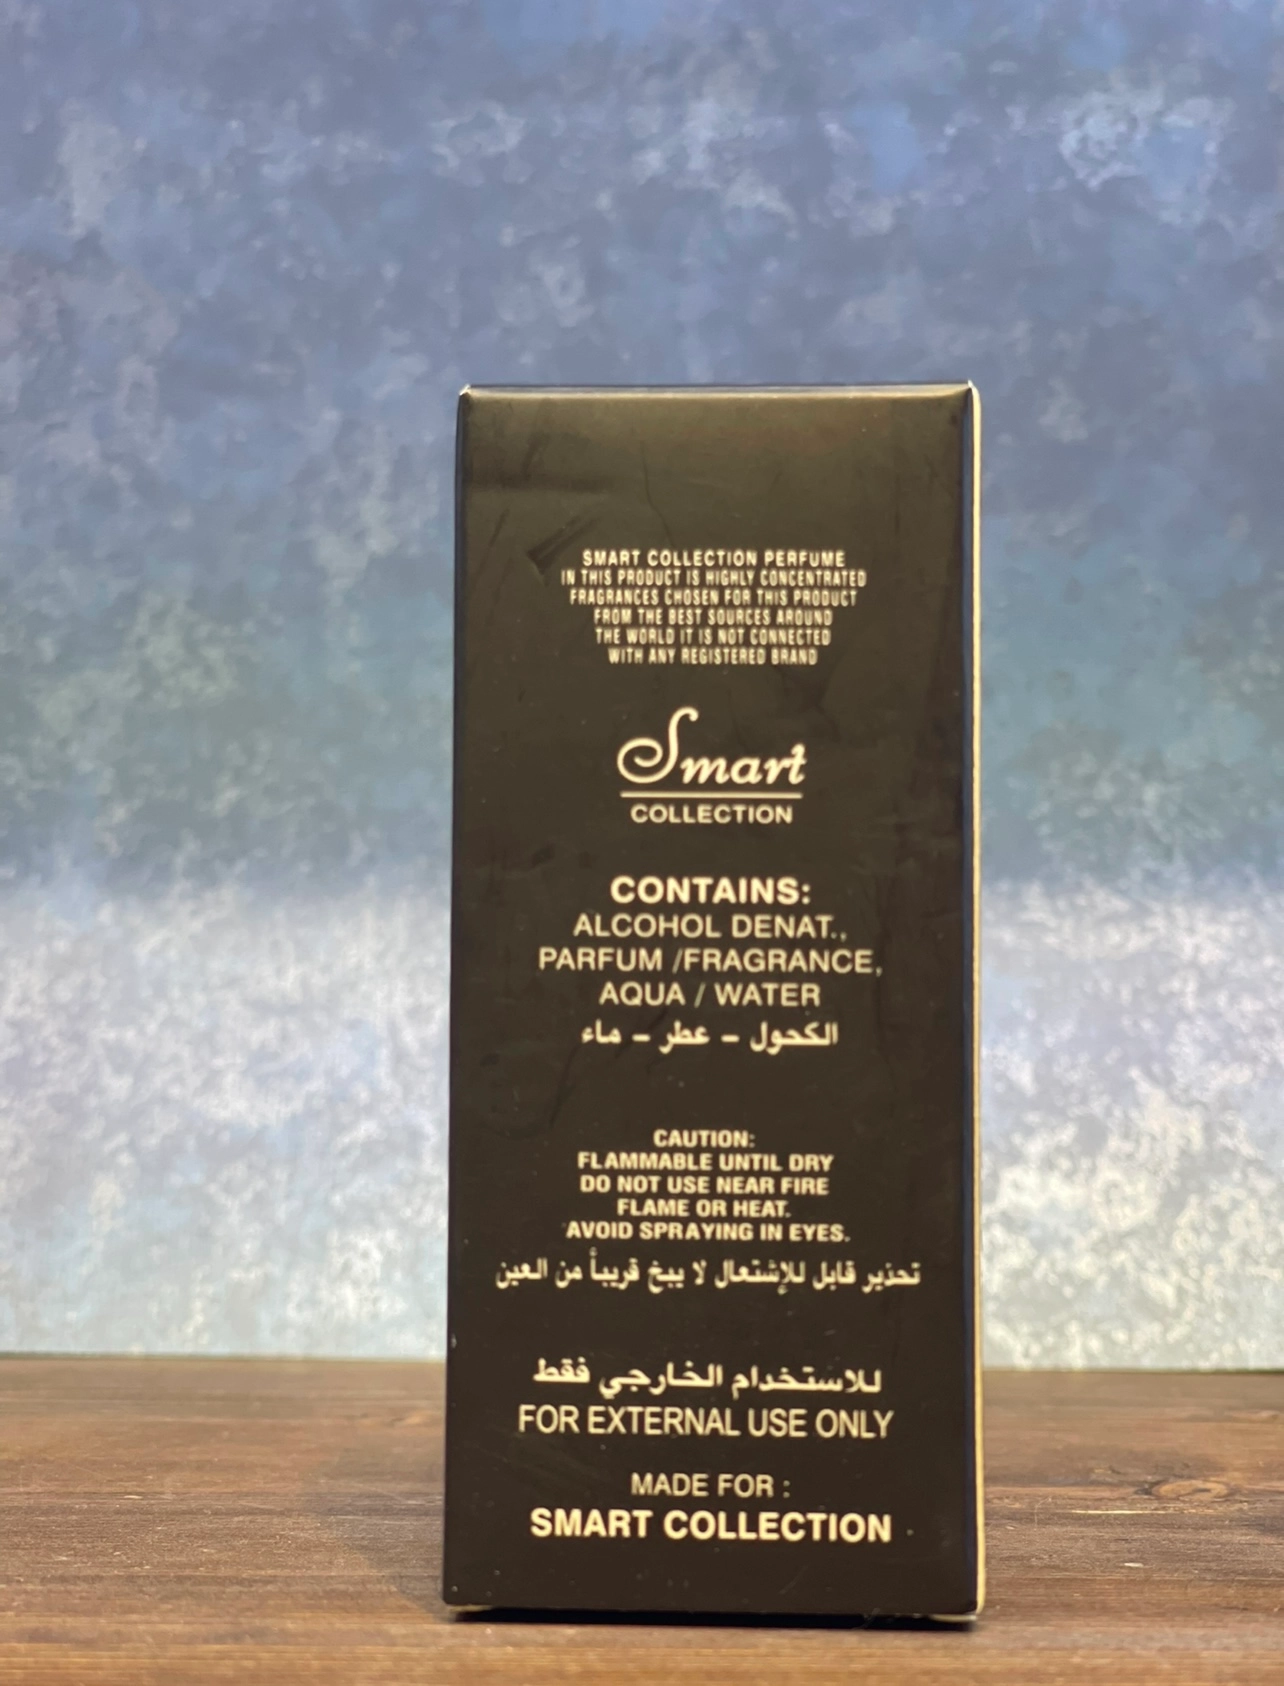 SMART COLLECTION PERFUME
IN THIS PRODUCT IS HIGHLY CONCENTRATED
FRAGRANCES CHOSEN FOR THIS PRODUCT
FROM THE BEST SOURCES AROUND
THE WORLD IT IS NOT CONNECTED
WITH ANY REGISTERED BRAND
Smart
COLLECTION
CONTAINS:
ALCOHOL DENAT.,
PARFUM /FRAGRANCE,
AQUA / WATER
الكحول - عطر - ماء
CAUTION:
FLAMMABLE UNTIL DRY
DO NOT USE NEAR FIRE
FLAME OR HEAT.
AVOID SPRAYING IN EYES.
تحذير قابل للإشتعال لا يبخ قريباً من العين
للاستخدام الخارجي فقط
FOR EXTERNAL USE ONLY
MADE FOR :
SMART COLLECTION